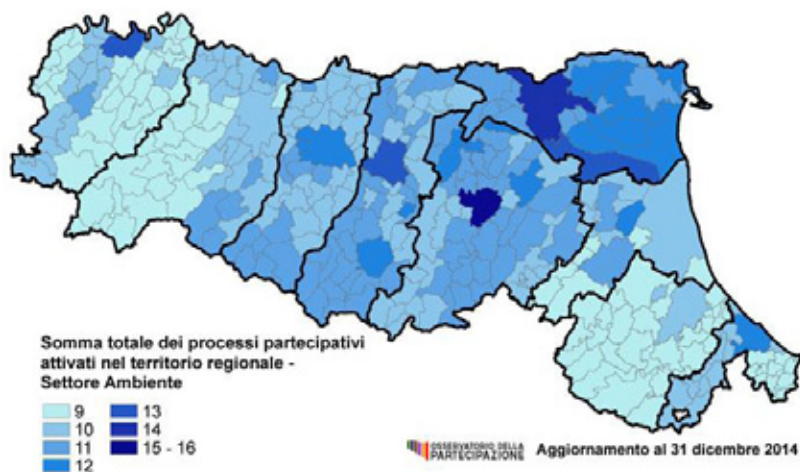 Somma totale dei processi partecipativi
attivati nel territorio regionale -
Settore Ambiente
9
10
11
12
13
14
15 - 16
OSSERVATORIO DELLA
PARTECIPAZIONE
Aggiornamento al 31 dicembre 2014